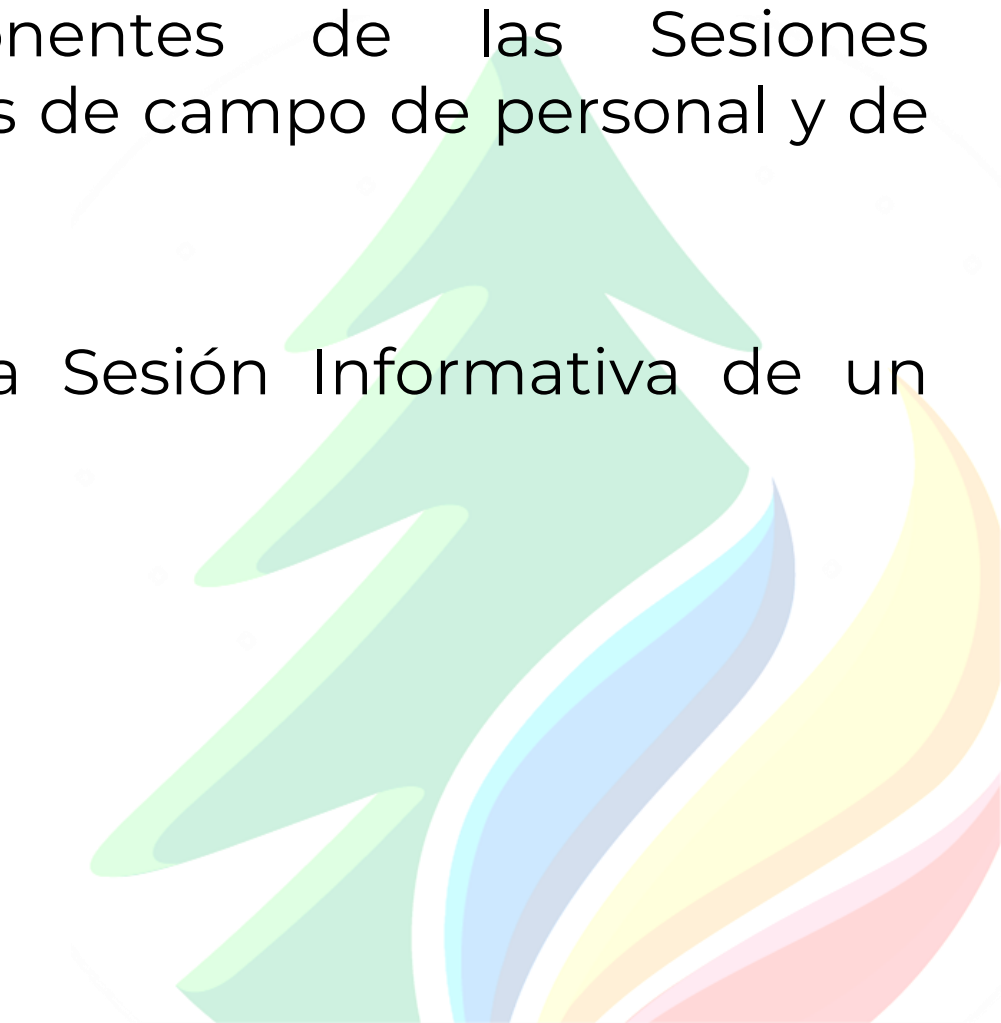 onentes de las Sesiones
s de campo de personal y de
a Sesión Informativa de un